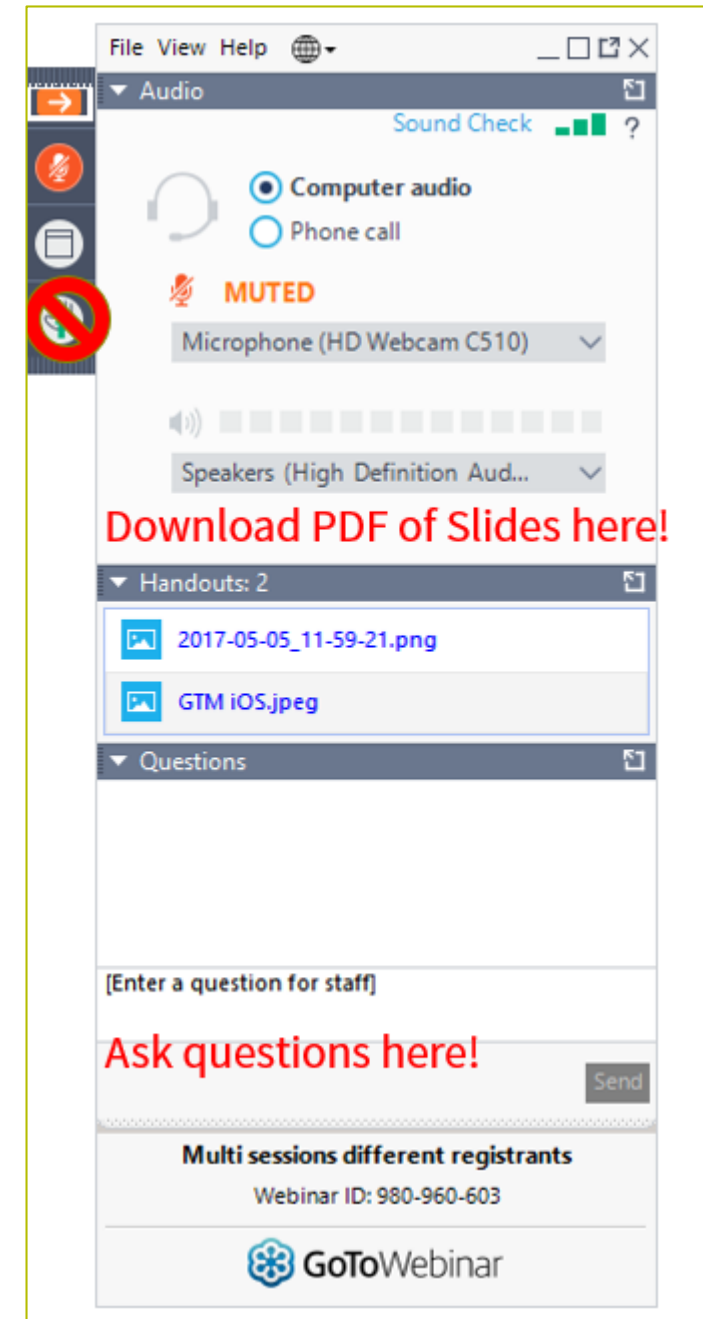 File View Help
Audio
Sound Check ?
Computer audio
Phone call
MUTED
Microphone (HD Webcam C510)
Speakers (High Definition Aud...
Download PDF of Slides here!
Handouts: 2
2017-05-05_11-59-21.png
GTM iOS.jpeg
Questions
[Enter a question for staff]
Ask questions here!
Send
Multi sessions different registrants
Webinar ID: 980-960-603
GoToWebinar